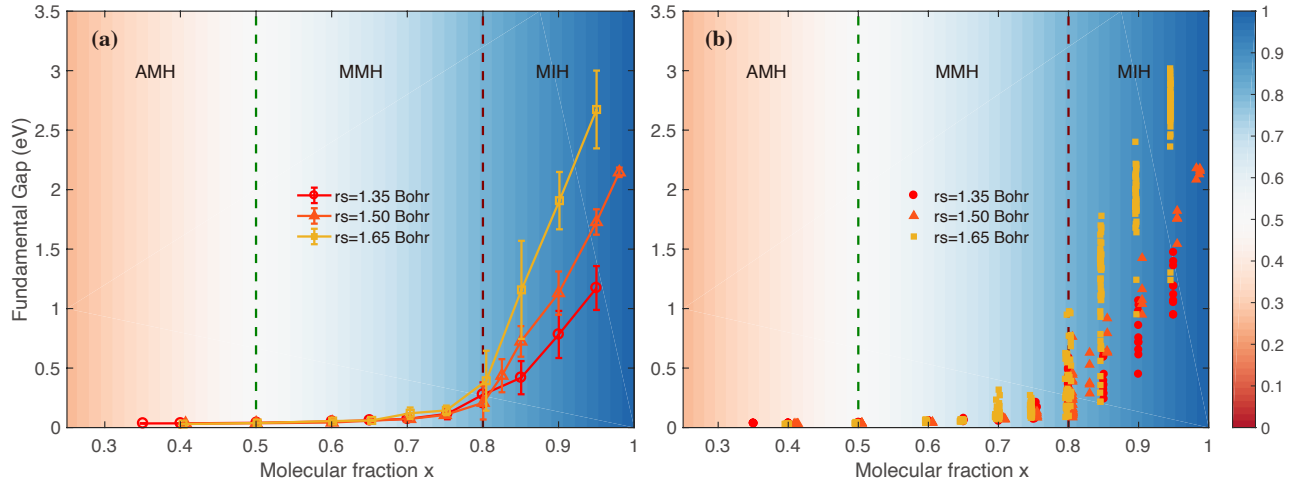 3.5
3
2.5
2
1.5
1
0.5
0
Fundamental Gap (eV)
(a)
AMH
MMH
MIH
rs=1.35 Bohr
rs=1.50 Bohr
rs=1.65 Bohr
0.3
0.4
0.5
0.6
0.7
0.8
0.9
1
Molecular fraction x
3.5
3
2.5
2
1.5
1
0.5
0
(b)
AMH
MMH
MIH
rs=1.35 Bohr
rs=1.50 Bohr
rs=1.65 Bohr
0.3
0.4
0.5
0.6
0.7
0.8
0.9
1
Molecular fraction x
1
0.9
0.8
0.7
0.6
0.5
0.4
0.3
0.2
0.1
0